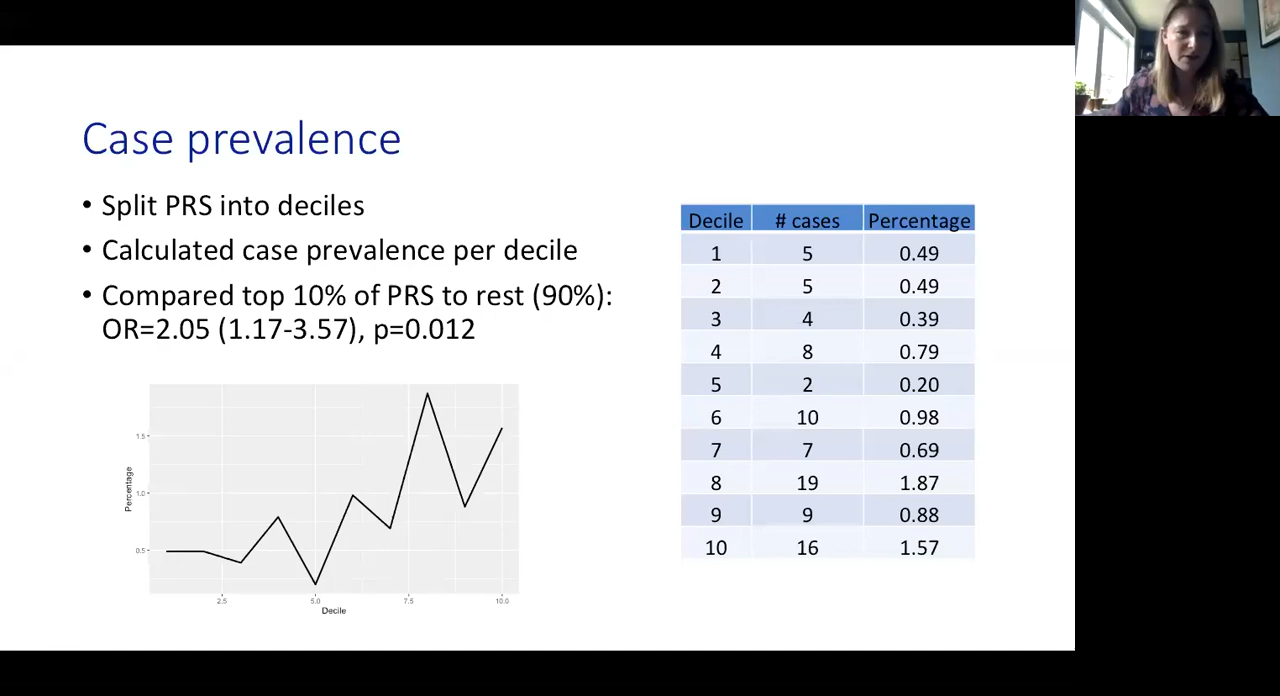 Case prevalence
• Split PRS into deciles
• Calculated case prevalence per decile
• Compared top 10% of PRS to rest (90%):
OR=2.05 (1.17-3.57), p=0.012
Percentage
1.5
1.0
0.5
2.5 5.0 7.5 10.0
Decile
Decile # cases Percentage
1 5 0.49
2 5 0.49
3 4 0.39
4 8 0.79
5 2 0.20
6 10 0.98
7 7 0.69
8 19 1.87
9 9 0.88
10 16 1.57